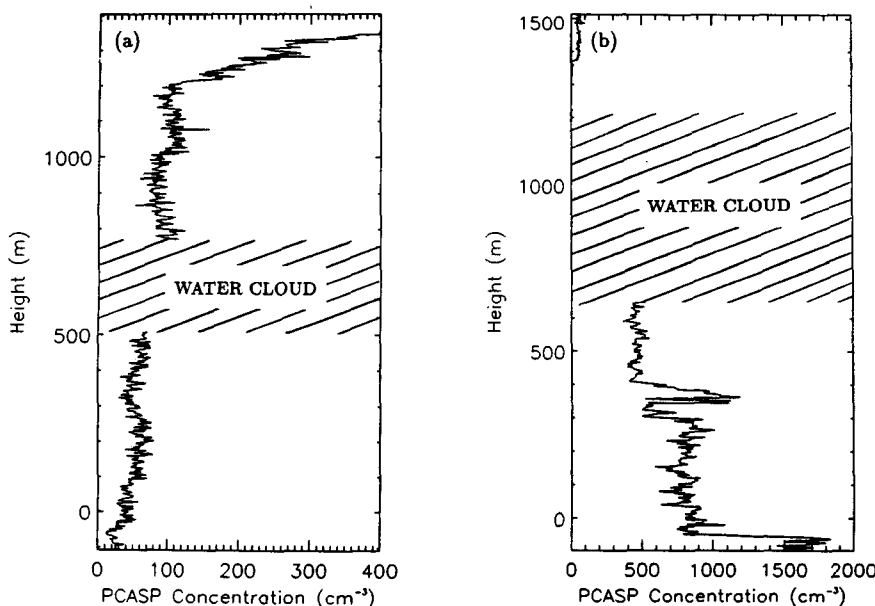 (a)
1000
500
0
Height (m)
WATER CLOUD
0 100 200 300 400
PCASP Concentration (cm⁻³)
(b)
1500
1000
500
0
Height (m)
WATER CLOUD
0 500 1000 1500 2000
PCASP Concentration (cm⁻³)